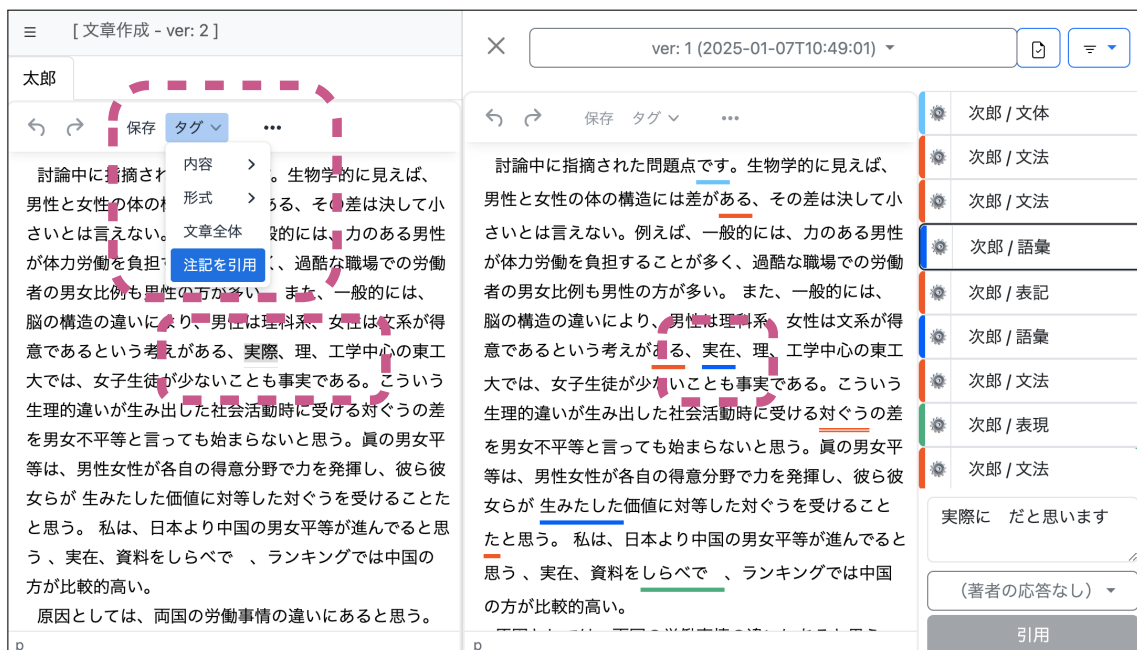 [ 文章作成 - ver: 2 ]
太郎
保存 タグ
内容
形式
文章全体
注記を引用
討論中に指摘され 。生物学的に見えば、
男性と女性の体の ある、その差は決して小
さいとは言えない。 般的には、力のある男性
が体力労働を負担 、過酷な職場での労働
者の男女比例も男性の方が多い。 また、一般的には、
脳の構造の違いにより、男性は理科系、女性は文系が得
意であるという考えがある、実際、理、工学中心の東工
大では、女子生徒が少ないことも事実である。こういう
生理的違いが生み出した社会活動時に受ける対ぐうの差
を男女不平等と言っても始まらないと思う。眞の男女平
等は、男性女性が各自の得意分野で力を発揮し、彼ら彼
女らが 生みたした価値に対等した対ぐうを受けることた
と思う。 私は、日本より中国の男女平等が進んでると思
う 、実在、資料をしらべで 、ランキングでは中国の
方が比較的高い。
原因としては、両国の労働事情の違いにあると思う。
p
ver: 1 (2025-01-07T10:49:01)
保存 タグ
討論中に指摘された問題点です。生物学的に見えば、
男性と女性の体の構造には差がある、その差は決して小
さいとは言えない。例えば、一般的には、力のある男性
が体力労働を負担することが多く、過酷な職場での労働
者の男女比例も男性の方が多い。 また、一般的には、
脳の構造の違いにより、男性は理科系、女性は文系が得
意であるという考えがある、実在、理、工学中心の東工
大では、女子生徒が少ないことも事実である。こういう
生理的違いが生み出した社会活動時に受ける対ぐうの差
を男女不平等と言っても始まらないと思う。眞の男女平
等は、男性女性が各自の得意分野で力を発揮し、彼ら彼
女らが 生みたした価値に対等した対ぐうを受けること
たと思う。 私は、日本より中国の男女平等が進んでると
思う 、実在、資料をしらべで 、ランキングでは中国
の方が比較的高い。
p
次郎 / 文体
次郎 / 文法
次郎 / 文法
次郎 / 語彙
次郎 / 表記
次郎 / 語彙
次郎 / 文法
次郎 / 表現
次郎 / 文法
実際に だと思います
（著者の応答なし）
引用